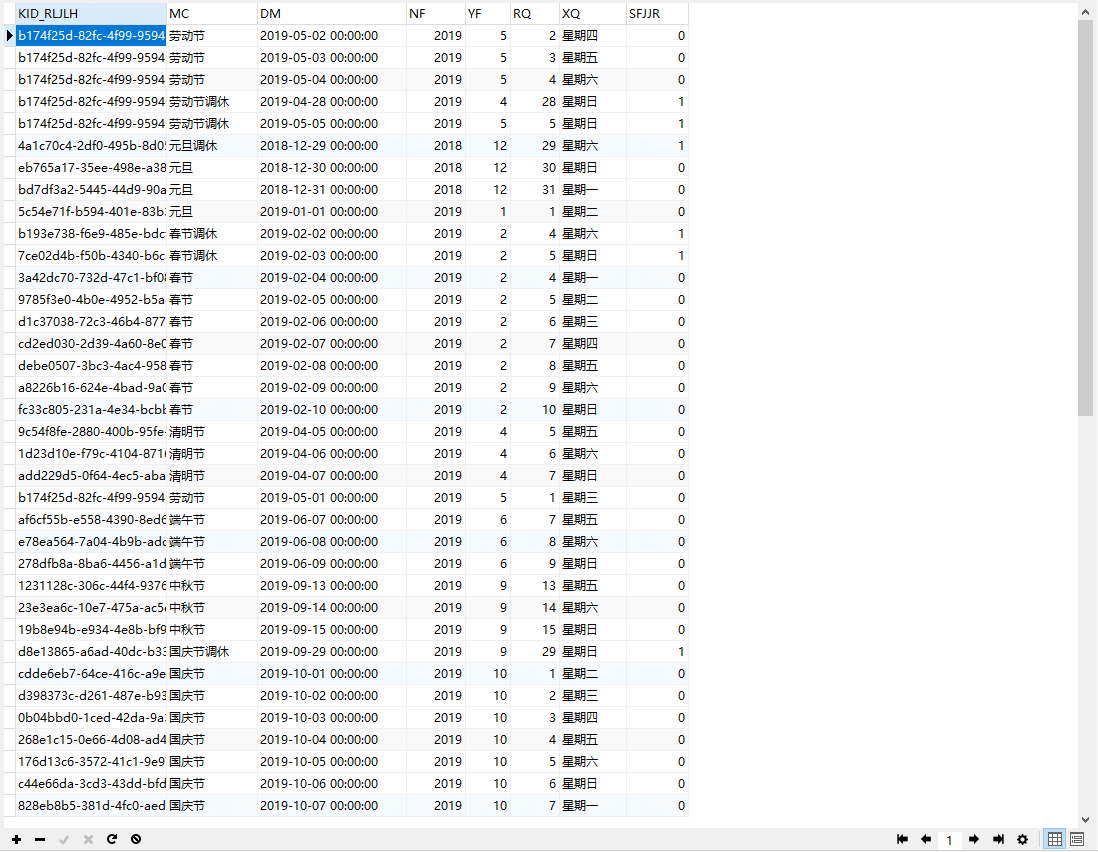 KID_RLJLH MC DM NF YF RQ XQ SFJJR
b174f25d-82fc-4f99-9594 劳动节 2019-05-02 00:00:00 2019 5 2 星期四 0
b174f25d-82fc-4f99-9594 劳动节 2019-05-03 00:00:00 2019 5 3 星期五 0
b174f25d-82fc-4f99-9594 劳动节 2019-05-04 00:00:00 2019 5 4 星期六 0
b174f25d-82fc-4f99-9594 劳动节调休 2019-04-28 00:00:00 2019 4 28 星期日 1
b174f25d-82fc-4f99-9594 劳动节调休 2019-05-05 00:00:00 2019 5 5 星期日 1
4a1c70c4-2df0-495b-8d0 元旦调休 2018-12-29 00:00:00 2018 12 29 星期六 1
eb765a17-35ee-498e-a38 元旦 2018-12-30 00:00:00 2018 12 30 星期日 0
bd7df3a2-5445-44d9-90a 元旦 2018-12-31 00:00:00 2018 12 31 星期一 0
5c54e71f-b594-401e-83b 元旦 2019-01-01 00:00:00 2019 1 1 星期二 0
b193e738-f6e9-485e-bdc 春节调休 2019-02-02 00:00:00 2019 2 4 星期六 1
7ce02d4b-f50b-4340-b6c 春节调休 2019-02-03 00:00:00 2019 2 5 星期日 1
3a42dc70-732d-47c1-bf08 春节 2019-02-04 00:00:00 2019 2 4 星期一 0
9785f3e0-4b0e-4952-b5a 春节 2019-02-05 00:00:00 2019 2 5 星期二 0
d1c37038-72c3-46b4-877 春节 2019-02-06 00:00:00 2019 2 6 星期三 0
cd2ed030-2d39-4a60-8e0 春节 2019-02-07 00:00:00 2019 2 7 星期四 0
debe0507-3bc3-4ac4-958 春节 2019-02-08 00:00:00 2019 2 8 星期五 0
a8226b16-624e-4bad-9a0 春节 2019-02-09 00:00:00 2019 2 9 星期六 0
fc33c805-231a-4e34-bcbb 春节 2019-02-10 00:00:00 2019 2 10 星期日 0
9c54f8fe-2880-400b-95fe- 清明节 2019-04-05 00:00:00 2019 4 5 星期五 0
1d23d10e-f79c-4104-871 清明节 2019-04-06 00:00:00 2019 4 6 星期六 0
add229d5-0f64-4ec5-aba 清明节 2019-04-07 00:00:00 2019 4 7 星期日 0
b174f25d-82fc-4f99-9594 劳动节 2019-05-01 00:00:00 2019 5 1 星期三 0
af6cf55b-e558-4390-8ed6 端午节 2019-06-07 00:00:00 2019 6 7 星期五 0
e78ea564-7a04-4b9b-adc 端午节 2019-06-08 00:00:00 2019 6 8 星期六 0
278dfb8a-8ba6-4456-a1d 端午节 2019-06-09 00:00:00 2019 6 9 星期日 0
1231128c-306c-44f4-9376 中秋节 2019-09-13 00:00:00 2019 9 13 星期五 0
23e3ea6c-10e7-475a-ac5 中秋节 2019-09-14 00:00:00 2019 9 14 星期六 0
19b8e94b-e934-4e8b-bf9 中秋节 2019-09-15 00:00:00 2019 9 15 星期日 0
d8e13865-a6ad-40dc-b33 国庆节调休 2019-09-29 00:00:00 2019 9 29 星期日 1
cdde6eb7-64ce-416c-a9e 国庆节 2019-10-01 00:00:00 2019 10 1 星期二 0
d398373c-d261-487e-b93 国庆节 2019-10-02 00:00:00 2019 10 2 星期三 0
0b04bbd0-1ced-42da-9a 国庆节 2019-10-03 00:00:00 2019 10 3 星期四 0
268e1c15-0e66-4d08-ad4 国庆节 2019-10-04 00:00:00 2019 10 4 星期五 0
176d13c6-3572-41c1-9e9 国庆节 2019-10-05 00:00:00 2019 10 5 星期六 0
c44e66da-3cd3-43dd-bfd 国庆节 2019-10-06 00:00:00 2019 10 6 星期日 0
828eb8b5-381d-4fc0-aed 国庆节 2019-10-07 00:00:00 2019 10 7 星期一 0
1